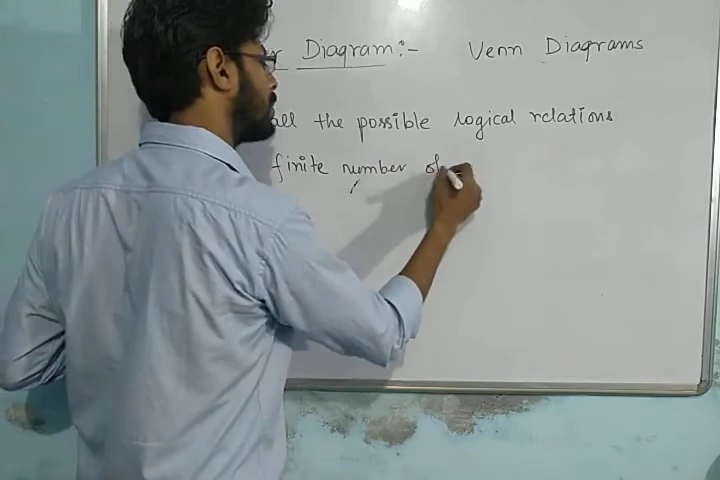 Diagram:- Venn Diagrams
all the possible logical relations
finite number of